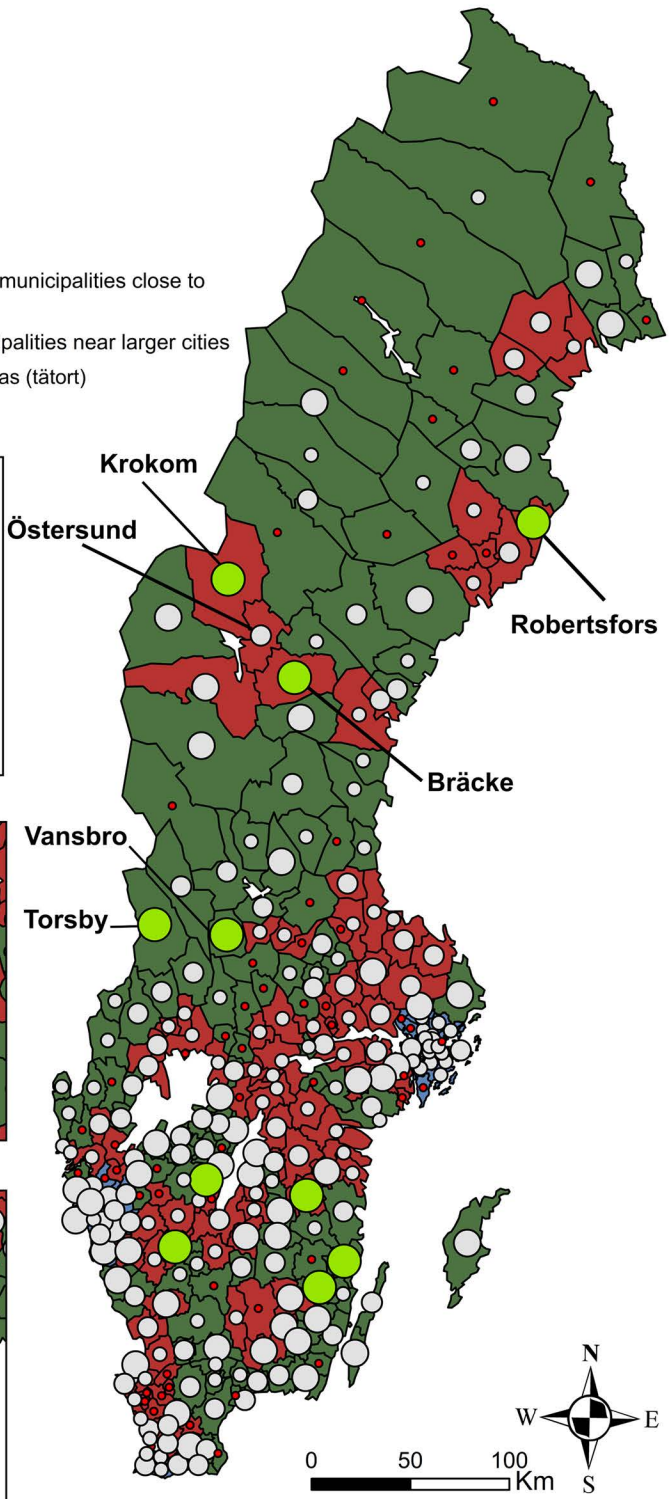 municipalities close to
palities near larger cities
as (tätort)
Krokom
Östersund
Robertsfors
Bräcke
Vansbro
Torsby
N
W E
S
0 50 100
Km